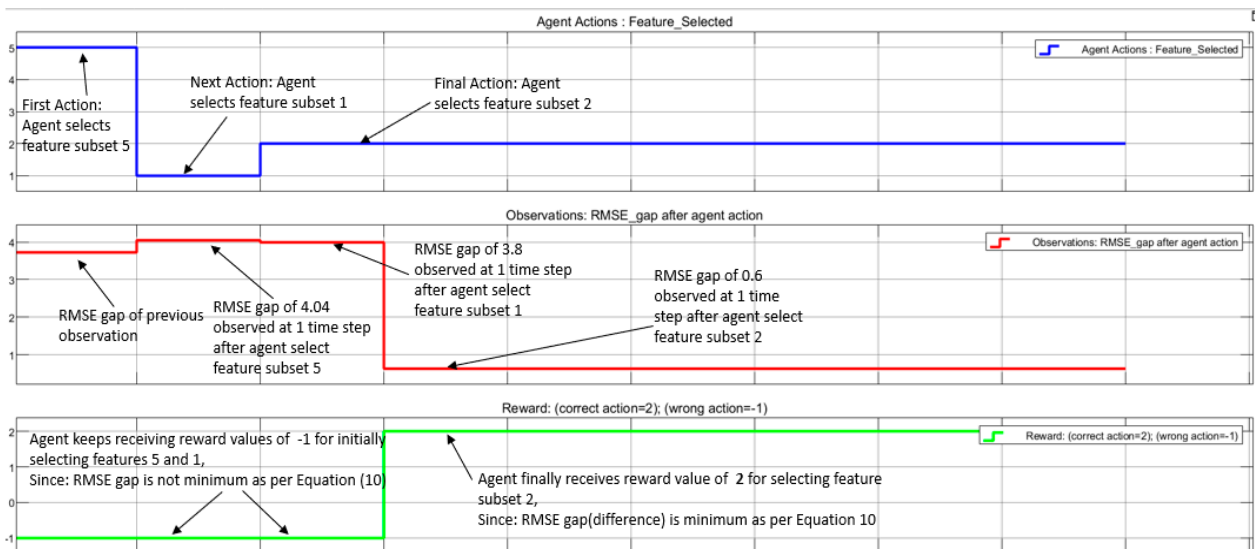 Agent Actions : Feature_Selected
5
4
3
2
1
Agent Actions : Feature_Selected
First Action:
Agent selects
feature subset 5
Next Action: Agent
selects feature subset 1
Final Action: Agent
selects feature subset 2
Observations: RMSE_gap after agent action
4
3
2
1
Observations: RMSE_gap after agent action
RMSE gap of previous
observation
RMSE gap of 4.04
observed at 1 time step
after agent select
feature subset 5
RMSE gap of 3.8
observed at 1 time step
after agent select
feature subset 1
RMSE gap of 0.6
observed at 1 time
step after agent select
feature subset 2
Reward: (correct action=2); (wrong action=-1)
2
1
0
-1
Reward: (correct action=2); (wrong action=-1)
Agent keeps receiving reward values of -1 for initially
selecting features 5 and 1,
Since: RMSE gap is not minimum as per Equation (10)
Agent finally receives reward value of 2 for selecting feature
subset 2,
Since: RMSE gap(difference) is minimum as per Equation 10